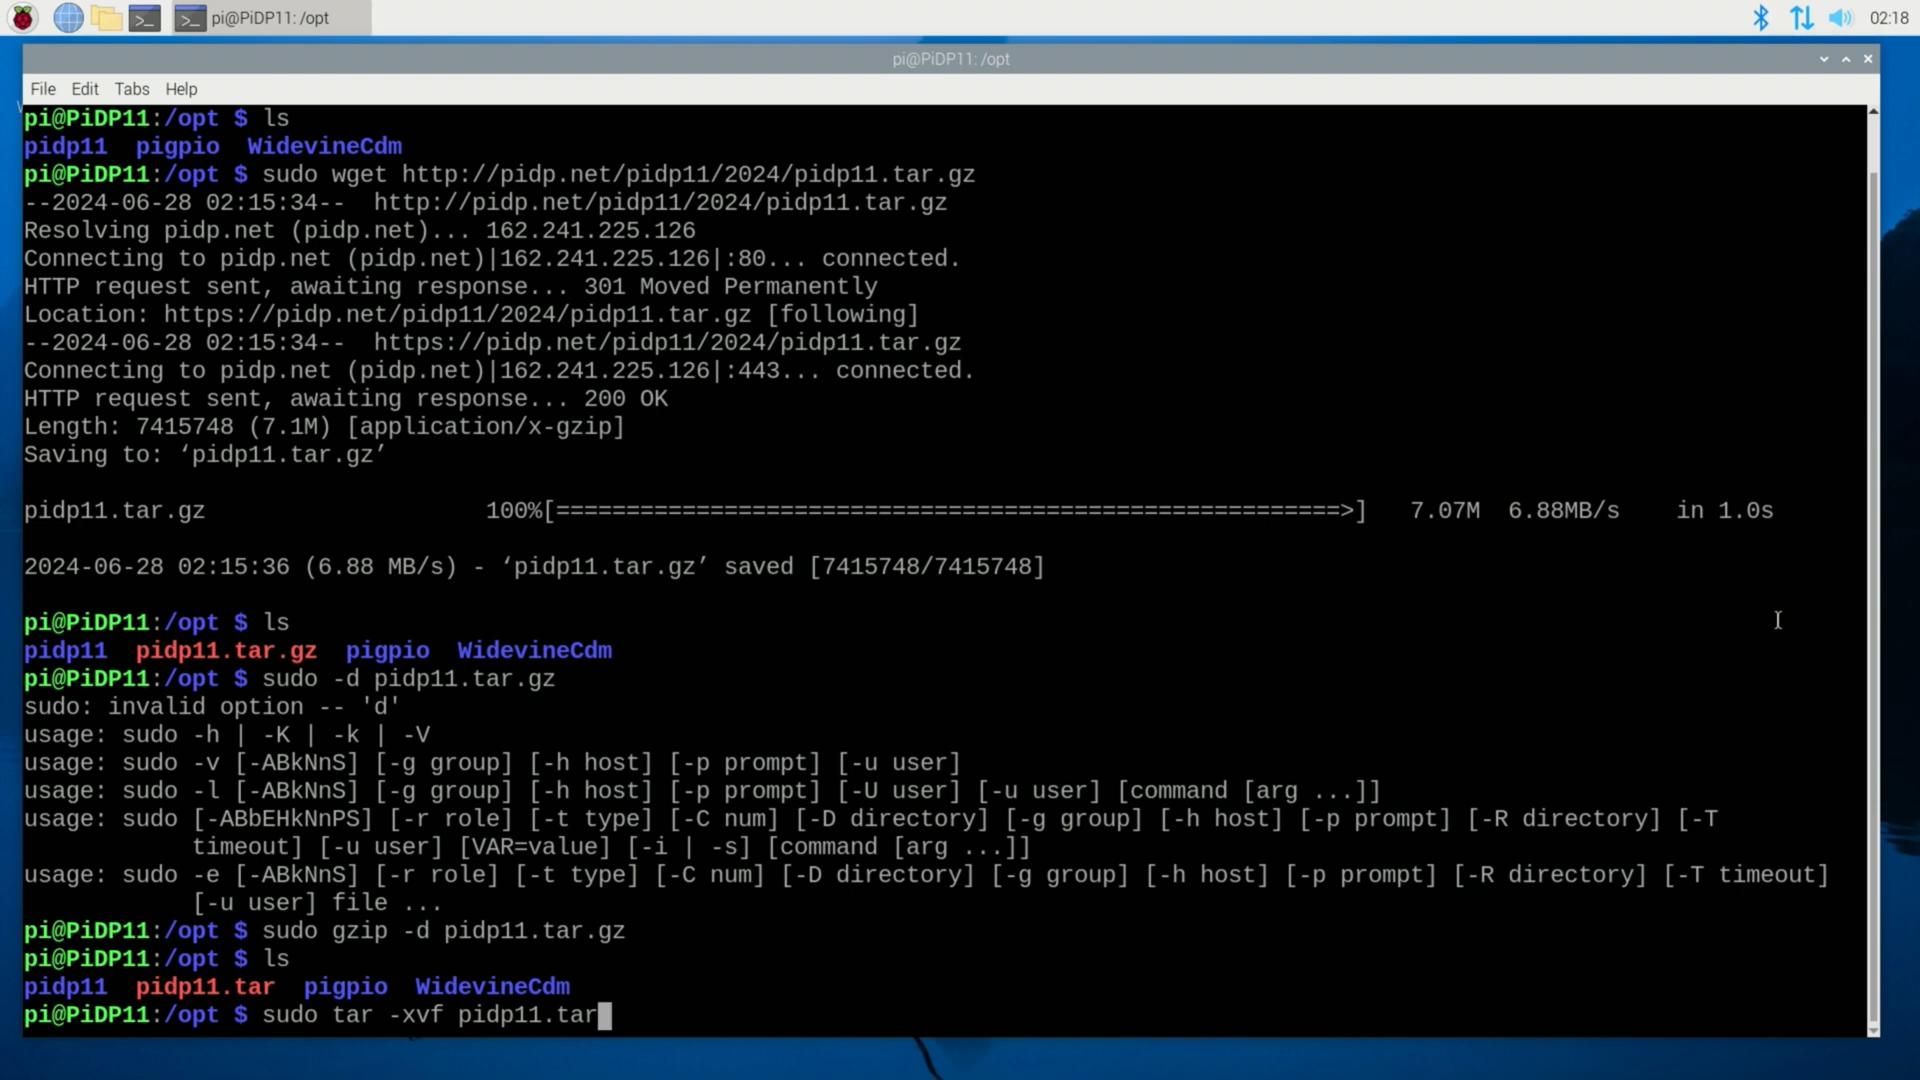 pi@PiDP11: /opt
02:18
pi@PiDP11: /opt
File Edit Tabs Help
pi@PiDP11:/opt $ ls
pidp11  pigpio  WidevineCdm
pi@PiDP11:/opt $ sudo wget http://pidp.net/pidp11/2024/pidp11.tar.gz
--2024-06-28 02:15:34--  http://pidp.net/pidp11/2024/pidp11.tar.gz
Resolving pidp.net (pidp.net)... 162.241.225.126
Connecting to pidp.net (pidp.net)|162.241.225.126|:80... connected.
HTTP request sent, awaiting response... 301 Moved Permanently
Location: https://pidp.net/pidp11/2024/pidp11.tar.gz [following]
--2024-06-28 02:15:34--  https://pidp.net/pidp11/2024/pidp11.tar.gz
Connecting to pidp.net (pidp.net)|162.241.225.126|:443... connected.
HTTP request sent, awaiting response... 200 OK
Length: 7415748 (7.1M) [application/x-gzip]
Saving to: ‘pidp11.tar.gz’
pidp11.tar.gz 100%[========================================================>] 7.07M 6.88MB/s in 1.0s
2024-06-28 02:15:36 (6.88 MB/s) - ‘pidp11.tar.gz’ saved [7415748/7415748]
pi@PiDP11:/opt $ ls
pidp11  pidp11.tar.gz  pigpio  WidevineCdm
pi@PiDP11:/opt $ sudo -d pidp11.tar.gz
sudo: invalid option -- 'd'
usage: sudo -h | -K | -k | -V
usage: sudo -v [-ABkNnS] [-g group] [-h host] [-p prompt] [-u user]
usage: sudo -l [-ABkNnS] [-g group] [-h host] [-p prompt] [-U user] [-u user] [command [arg ...]]
usage: sudo [-ABbEHkNnPS] [-r role] [-t type] [-C num] [-D directory] [-g group] [-h host] [-p prompt] [-R directory] [-T
timeout] [-u user] [VAR=value] [-i | -s] [command [arg ...]]
usage: sudo -e [-ABkNnS] [-r role] [-t type] [-C num] [-D directory] [-g group] [-h host] [-p prompt] [-R directory] [-T timeout]
[-u user] file ...
pi@PiDP11:/opt $ sudo gzip -d pidp11.tar.gz
pi@PiDP11:/opt $ ls
pidp11  pidp11.tar  pigpio  WidevineCdm
pi@PiDP11:/opt $ sudo tar -xvf pidp11.tar